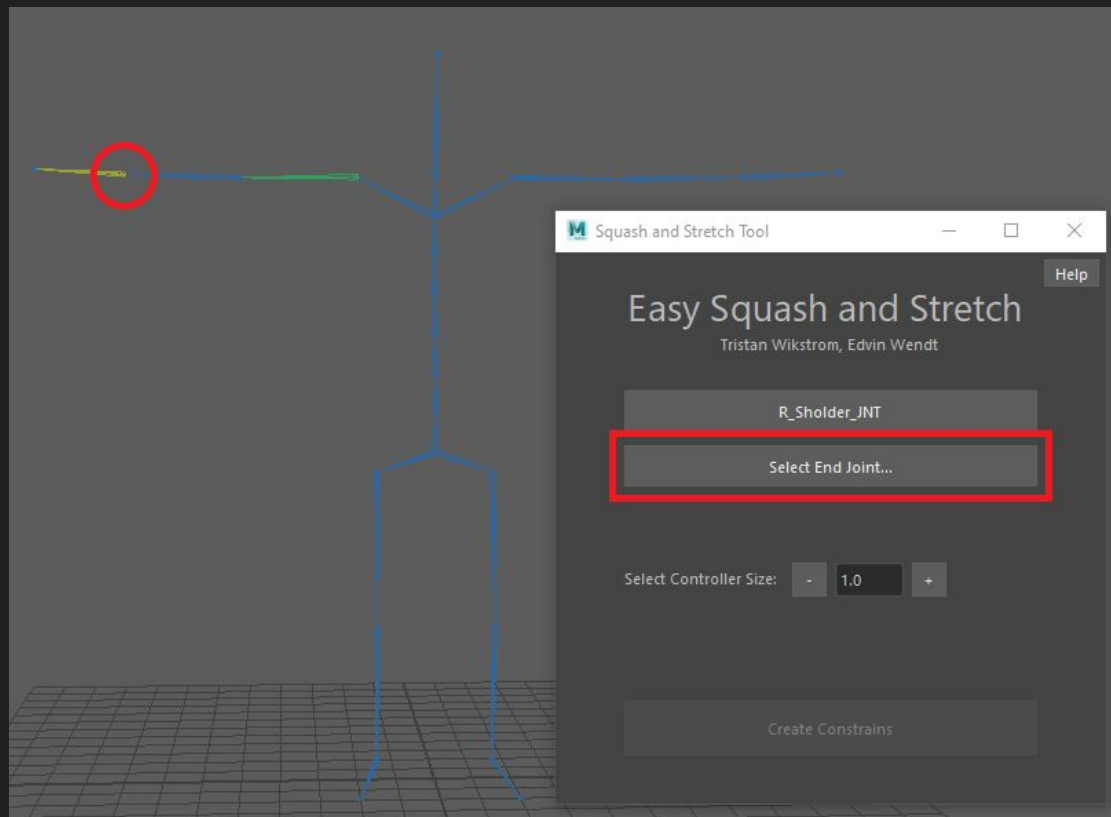 Squash and Stretch Tool
Help
Easy Squash and Stretch
Tristan Wikstrom, Edvin Wendt
R_Sholder_JNT
Select End Joint...
Select Controller Size: - 1.0 +
Create Constrains